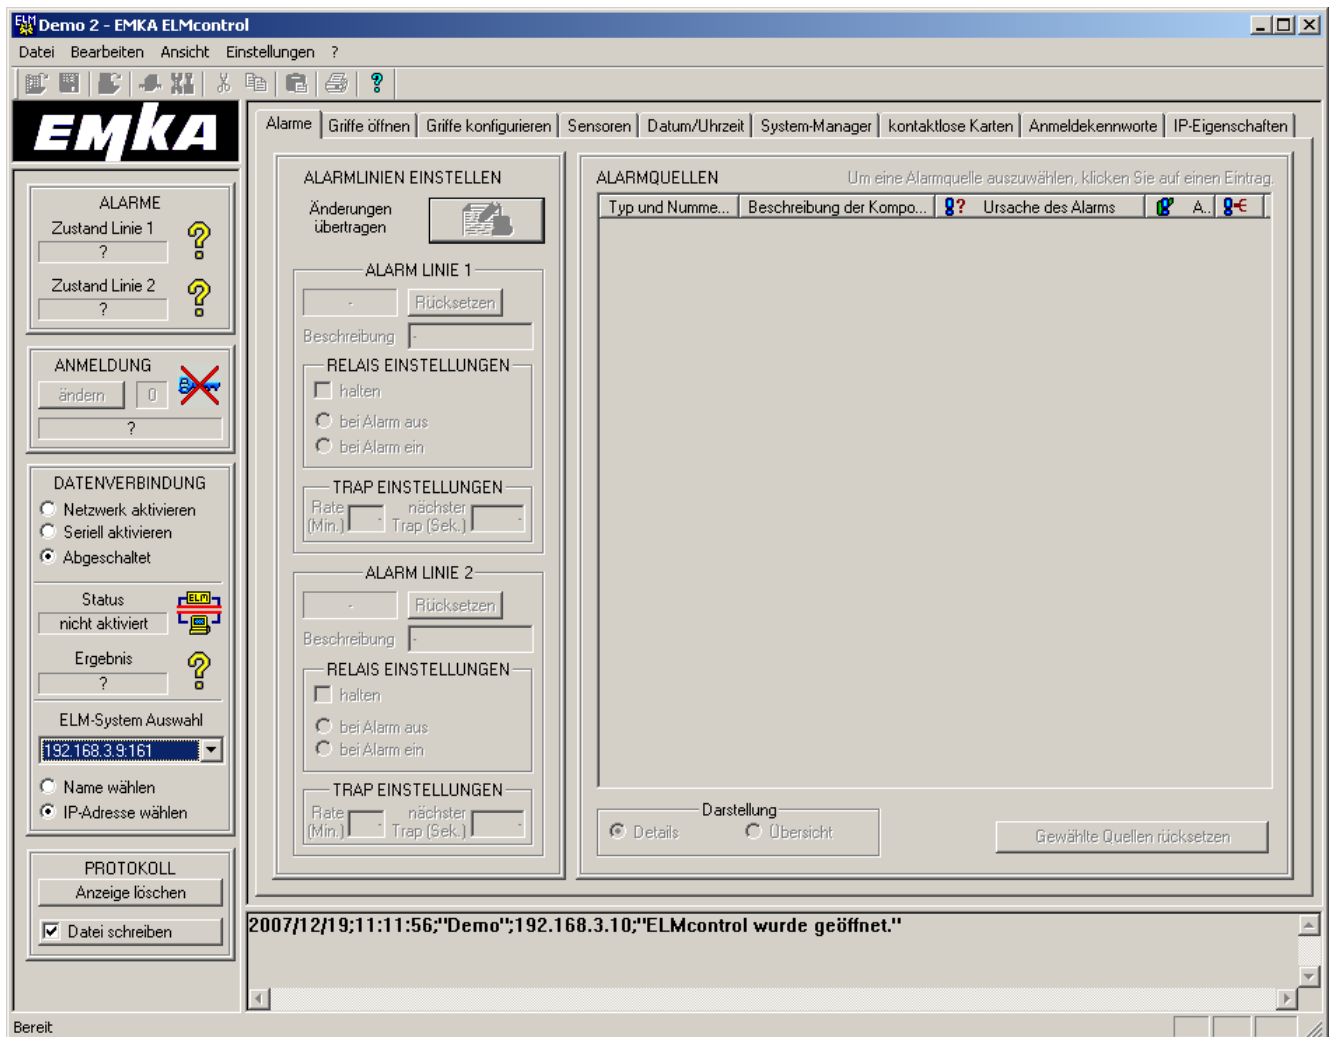 Demo 2 - EMKA ELMcontrol
Datei Bearbeiten Ansicht Einstellungen ?
EMKA
Alarme Griffe öffnen Griffe konfigurieren Sensoren Datum/Uhrzeit System-Manager kontaktlose Karten Anmeldekennworte IP-Eigenschaften
ALARME
Zustand Linie 1
?
Zustand Linie 2
?
ANMELDUNG
ändern 0
?
DATENVERBINDUNG
Netzwerk aktivieren
Seriell aktivieren
Abgeschaltet
Status
ELM
nicht aktiviert
Ergebnis
?
ELM-System Auswahl
192.168.3.9:161
Name wählen
IP-Adresse wählen
PROTOKOLL
Anzeige löschen
Datei schreiben
ALARMLINIEN EINSTELLEN
Änderungen
übertragen
ALARM LINIE 1
- Rücksetzen
Beschreibung -
RELAIS EINSTELLUNGEN
halten
bei Alarm aus
bei Alarm ein
TRAP EINSTELLUNGEN
Rate nächster
(Min.) - Trap (Sek.) -
ALARM LINIE 2
- Rücksetzen
Beschreibung -
RELAIS EINSTELLUNGEN
halten
bei Alarm aus
bei Alarm ein
TRAP EINSTELLUNGEN
Rate nächster
(Min.) - Trap (Sek.) -
ALARMQUELLEN Um eine Alarmquelle auszuwählen, klicken Sie auf einen Eintrag.
Typ und Numme... Beschreibung der Kompo... Ursache des Alarms A..
Darstellung
Details Übersicht
Gewählte Quellen rücksetzen
2007/12/19;11:11:56;"Demo";192.168.3.10;"ELMcontrol wurde geöffnet."
Bereit